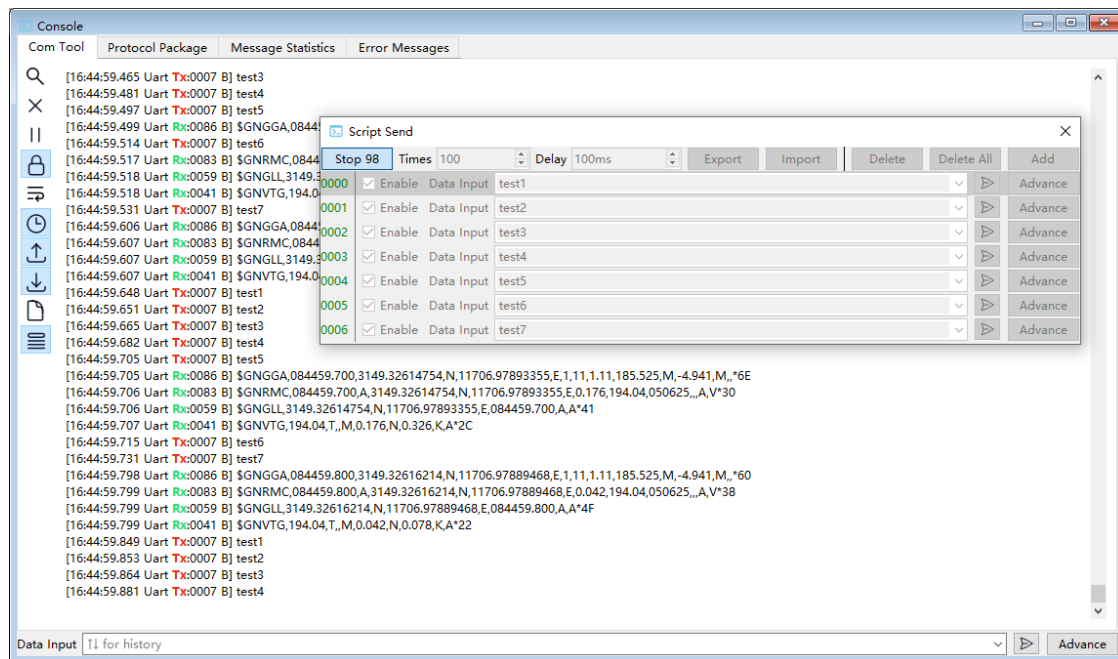 Console
Com Tool Protocol Package Message Statistics Error Messages
[16:44:59.465 Uart Tx:0007 B] test3
[16:44:59.481 Uart Tx:0007 B] test4
[16:44:59.497 Uart Tx:0007 B] test5
[16:44:59.499 Uart Rx:0086 B] $GNGGA,0844
[16:44:59.514 Uart Tx:0007 B] test6
[16:44:59.517 Uart Rx:0083 B] $GNRMC,0844
[16:44:59.518 Uart Rx:0059 B] $GNGLL,3149.3
[16:44:59.518 Uart Rx:0041 B] $GNVTG,194.0
[16:44:59.531 Uart Tx:0007 B] test7
[16:44:59.606 Uart Rx:0086 B] $GNGGA,0844
[16:44:59.607 Uart Rx:0083 B] $GNRMC,0844
[16:44:59.607 Uart Rx:0059 B] $GNGLL,3149.3
[16:44:59.607 Uart Rx:0041 B] $GNVTG,194.0
[16:44:59.648 Uart Tx:0007 B] test1
[16:44:59.651 Uart Tx:0007 B] test2
[16:44:59.665 Uart Tx:0007 B] test3
[16:44:59.682 Uart Tx:0007 B] test4
[16:44:59.705 Uart Tx:0007 B] test5
[16:44:59.705 Uart Rx:0086 B] $GNGGA,084459.700,3149.32614754,N,11706.97893355,E,1,11,1.11,185.525,M,-4.941,M,,*6E
[16:44:59.706 Uart Rx:0083 B] $GNRMC,084459.700,A,3149.32614754,N,11706.97893355,E,0.176,194.04,050625,,,A,V*30
[16:44:59.706 Uart Rx:0059 B] $GNGLL,3149.32614754,N,11706.97893355,E,084459.700,A,A*41
[16:44:59.707 Uart Rx:0041 B] $GNVTG,194.04,T,,M,0.176,N,0.326,K,A*2C
[16:44:59.715 Uart Tx:0007 B] test6
[16:44:59.731 Uart Tx:0007 B] test7
[16:44:59.798 Uart Rx:0086 B] $GNGGA,084459.800,3149.32616214,N,11706.97889468,E,1,11,1.11,185.525,M,-4.941,M,,*60
[16:44:59.799 Uart Rx:0083 B] $GNRMC,084459.800,A,3149.32616214,N,11706.97889468,E,0.042,194.04,050625,,,A,V*38
[16:44:59.799 Uart Rx:0059 B] $GNGLL,3149.32616214,N,11706.97889468,E,084459.800,A,A*4F
[16:44:59.799 Uart Rx:0041 B] $GNVTG,194.04,T,,M,0.042,N,0.078,K,A*22
[16:44:59.849 Uart Tx:0007 B] test1
[16:44:59.853 Uart Tx:0007 B] test2
[16:44:59.864 Uart Tx:0007 B] test3
[16:44:59.881 Uart Tx:0007 B] test4
Script Send
Stop 98 Times 100 Delay 100ms Export Import Delete Delete All Add
0000 Enable Data Input test1 Advance
0001 Enable Data Input test2 Advance
0002 Enable Data Input test3 Advance
0003 Enable Data Input test4 Advance
0004 Enable Data Input test5 Advance
0005 Enable Data Input test6 Advance
0006 Enable Data Input test7 Advance
Data Input ↑↓ for history Advance